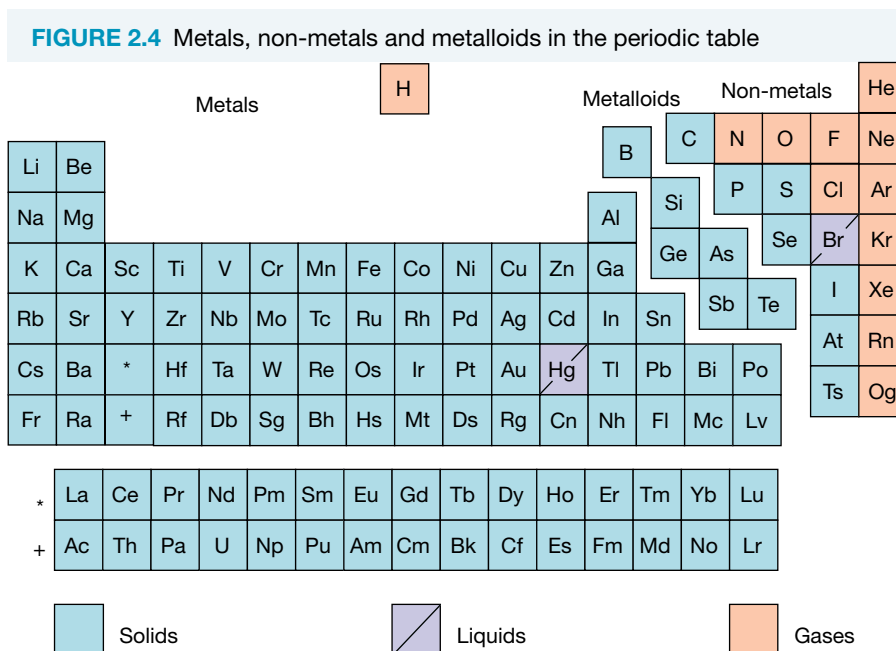 FIGURE 2.4 Metals, non-metals and metalloids in the periodic table
Metals H Metalloids Non-metals He
B C N O F Ne
Li Be
Na Mg Al Si P S Cl Ar
K Ca Sc Ti V Cr Mn Fe Co Ni Cu Zn Ga Ge As Se Br Kr
Rb Sr Y Zr Nb Mo Tc Ru Rh Pd Ag Cd In Sn Sb Te I Xe
Cs Ba * Hf Ta W Re Os Ir Pt Au Hg Tl Pb Bi Po At Rn
Fr Ra + Rf Db Sg Bh Hs Mt Ds Rg Cn Nh Fl Mc Lv Ts Og
* La Ce Pr Nd Pm Sm Eu Gd Tb Dy Ho Er Tm Yb Lu
+ Ac Th Pa U Np Pu Am Cm Bk Cf Es Fm Md No Lr
Solids Liquids Gases